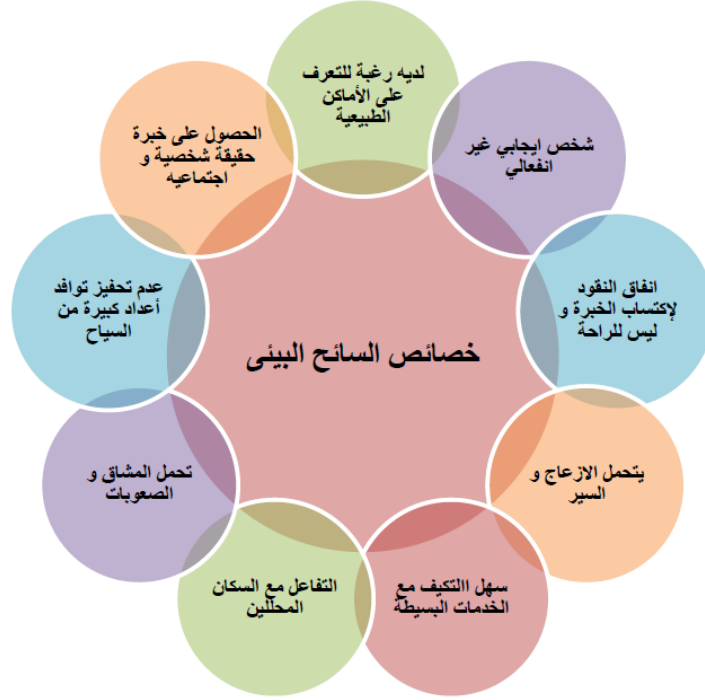 لديه رغبة للتعرف
على الأماكن
الطبيعية
شخص ايجابي غير
انفعالي
انفاق النقود
لإكتساب الخبرة و
ليس للراحة
يتحمل الازعاج و
السير
سهل االتكيف مع
الخدمات البسيطة
التفاعل مع السكان
المحللين
تحمل المشاق و
الصعوبات
عدم تحفيز توافد
أعداد كبيرة من
السياح
الحصول على خبرة
حقيقة شخصية و
اجتماعيه
خصائص السائح البيئى